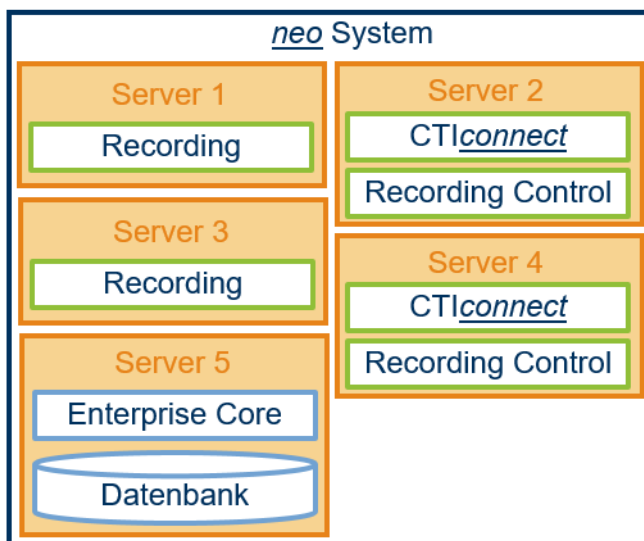 neo System
Server 1
Recording
Server 2
CTIconnect
Recording Control
Server 3
Recording
Server 4
CTIconnect
Recording Control
Server 5
Enterprise Core
Datenbank